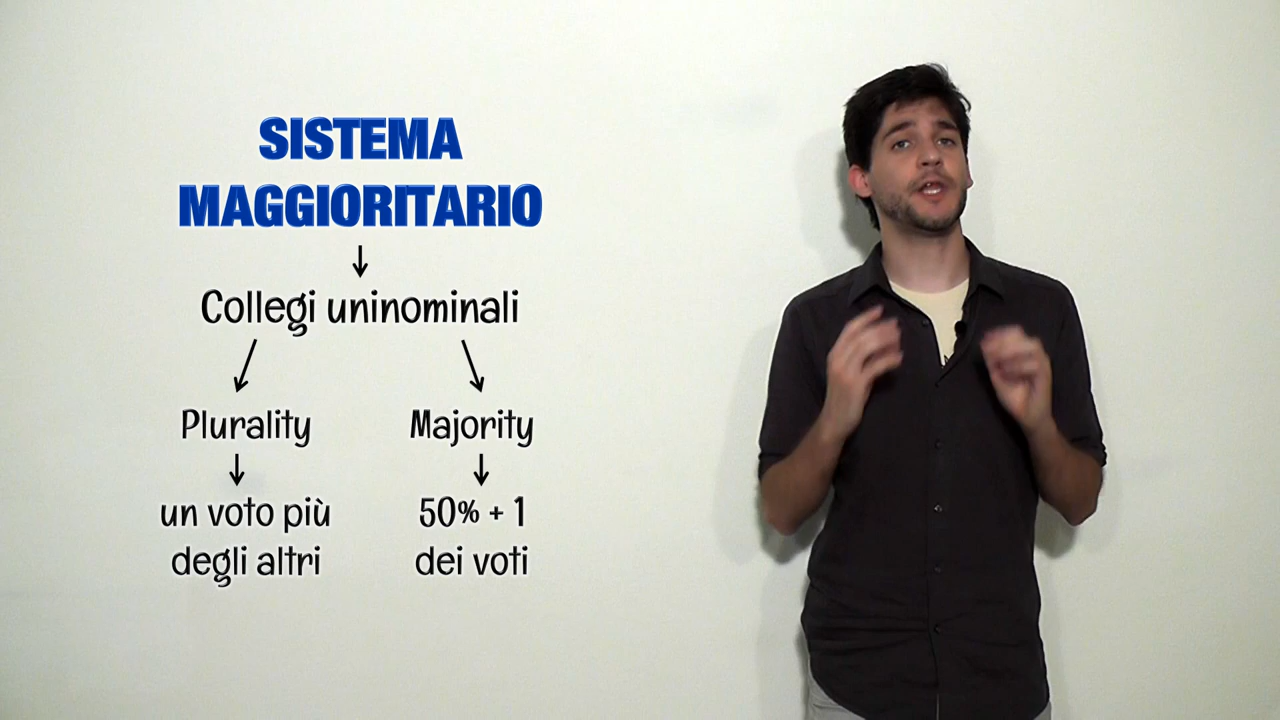 SISTEMA
MAGGIORITARIO
Collegi uninominali
Plurality
Majority
un voto più
degli altri
50% + 1
dei voti